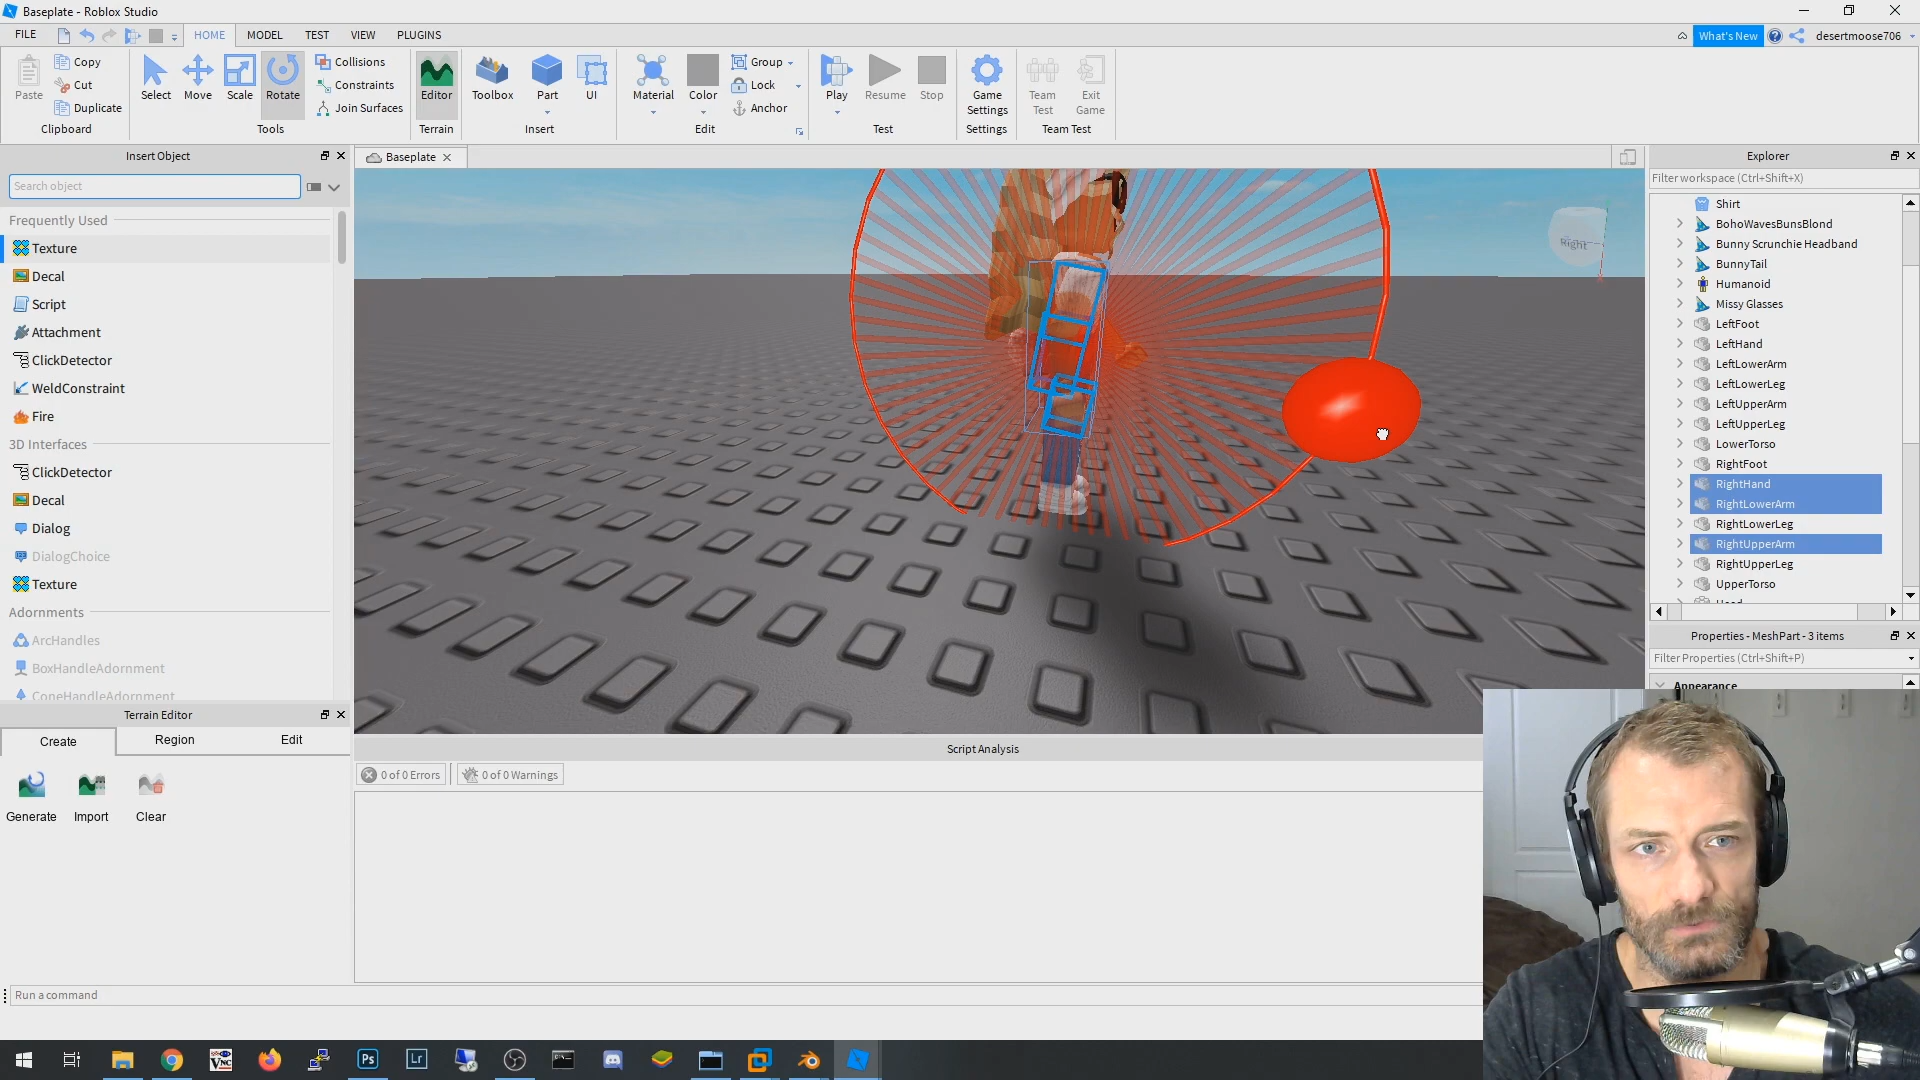 Baseplate - Roblox Studio
FILE
HOME
MODEL
TEST
VIEW
PLUGINS
What's New
desertmoose706
Paste
Copy
Cut
Duplicate
Clipboard
Select
Move
Scale
Rotate
Collisions
Constraints
Join Surfaces
Tools
Editor
Terrain
Toolbox
Part
UI
Insert
Material
Color
Group
Lock
Anchor
Edit
Play
Resume
Stop
Test
Game Settings
Settings
Team Test
Exit Game
Team Test
Insert Object
Search object
Frequently Used
Texture
Decal
Script
Attachment
ClickDetector
WeldConstraint
Fire
3D Interfaces
ClickDetector
Decal
Dialog
DialogChoice
Texture
Adornments
ArcHandles
BoxHandleAdornment
ConeHandleAdornment
Terrain Editor
Create
Region
Edit
Generate
Import
Clear
Baseplate
Right
Script Analysis
0 of 0 Errors
0 of 0 Warnings
Run a command
Explorer
Filter workspace (Ctrl+Shift+X)
Shirt
BohoWavesBunsBlond
Bunny Scrunchie Headband
BunnyTail
Humanoid
Missy Glasses
LeftFoot
LeftHand
LeftLowerArm
LeftLowerLeg
LeftUpperArm
LeftUpperLeg
LowerTorso
RightFoot
RightHand
RightLowerArm
RightLowerLeg
RightUpperArm
RightUpperLeg
UpperTorso
Properties - MeshPart - 3 items
Filter Properties (Ctrl+Shift+P)
Appearance
VNC
Ps
Lr